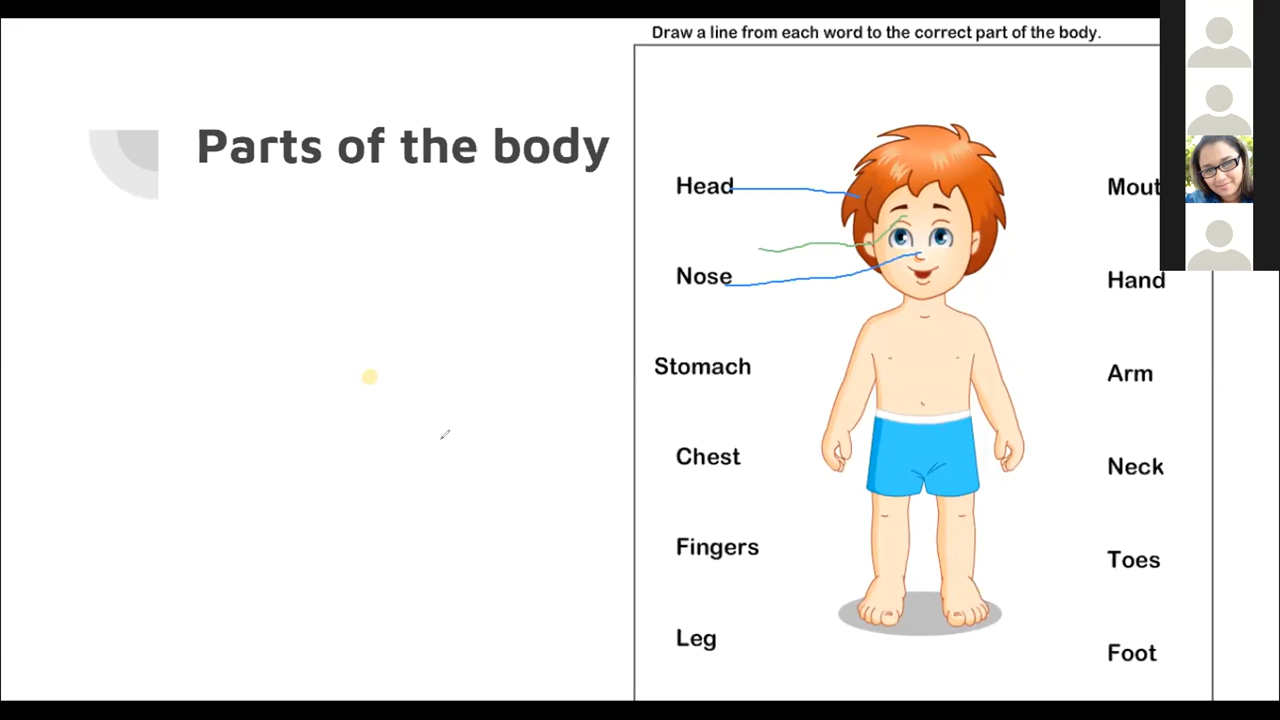 Draw a line from each word to the correct part of the body.
Parts of the body
Head
Mout
Nose
Hand
Stomach
Arm
Chest
Neck
Fingers
Toes
Leg
Foot